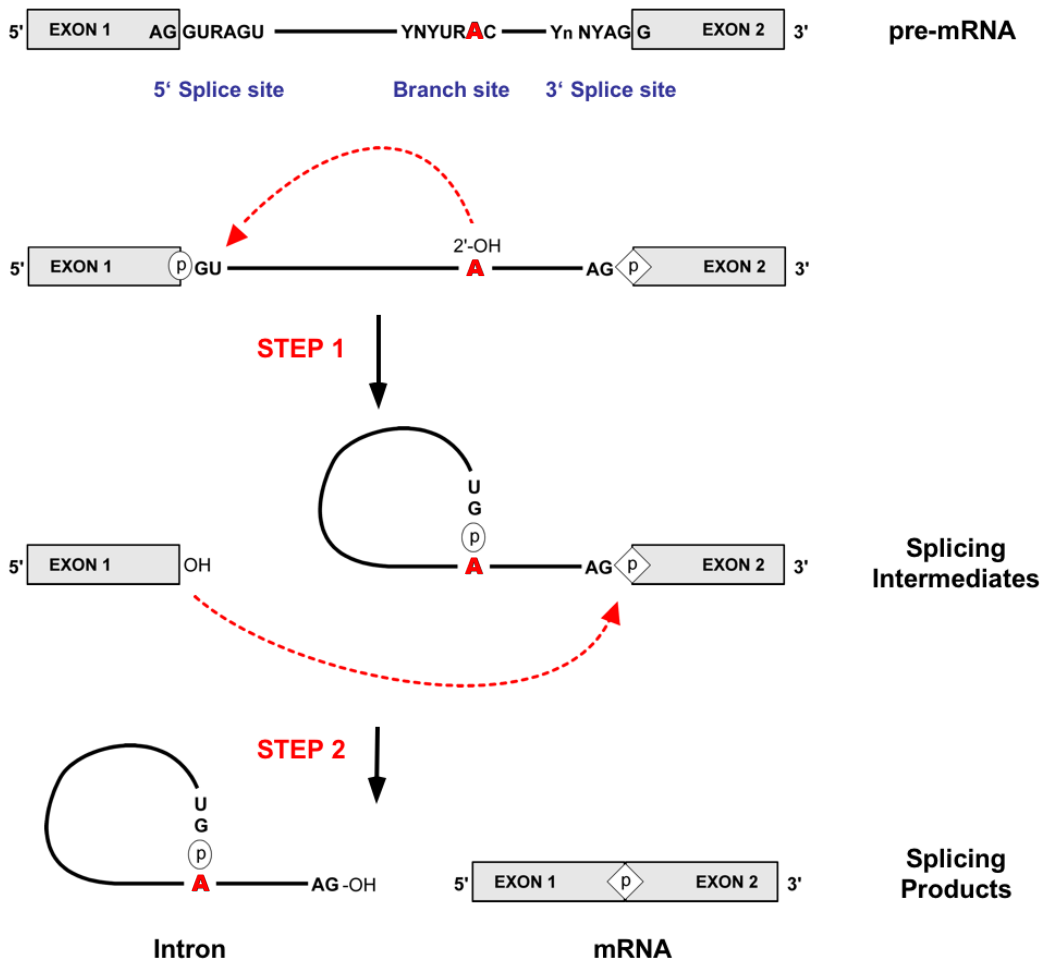 5' EXON 1 AG GURAGU YNYURAC Yn NYAG G EXON 2 3' pre-mRNA
5‘ Splice site Branch site 3‘ Splice site
2'-OH
5' EXON 1 p GU A AG p EXON 2 3'
STEP 1
U
G
p
5' EXON 1 OH A AG p EXON 2 3'
Splicing
Intermediates
STEP 2
U
G
p
A AG -OH
5' EXON 1 p EXON 2 3'
Splicing
Products
Intron mRNA